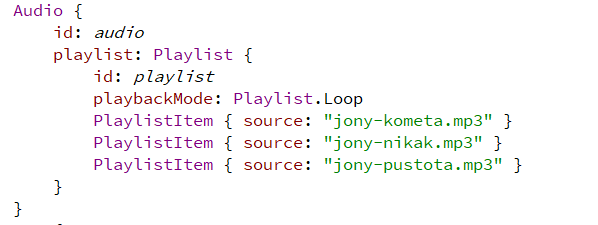 Audio {
    id: audio
    playlist: Playlist {
        id: playlist
        playbackMode: Playlist.Loop
        PlaylistItem { source: "jony-kometa.mp3" }
        PlaylistItem { source: "jony-nikak.mp3" }
        PlaylistItem { source: "jony-pustota.mp3" }
    }
}